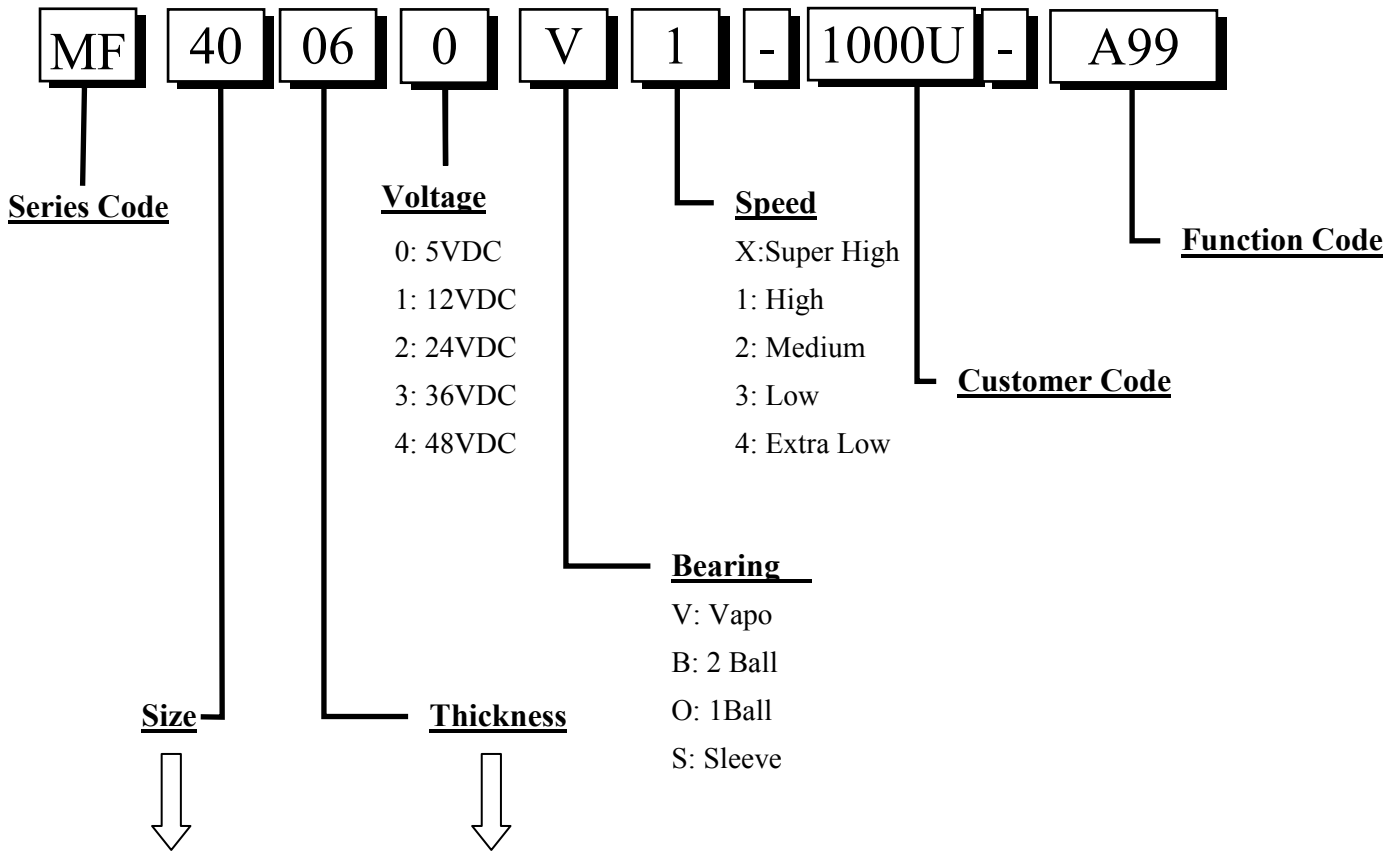 MF 40 06 0 V 1 - 1000U - A99
Series Code
Voltage
0: 5VDC
1: 12VDC
2: 24VDC
3: 36VDC
4: 48VDC
Speed
X:Super High
1: High
2: Medium
3: Low
4: Extra Low
Function Code
Customer Code
Bearing
V: Vapo
B: 2 Ball
O: 1Ball
S: Sleeve
Size
Thickness